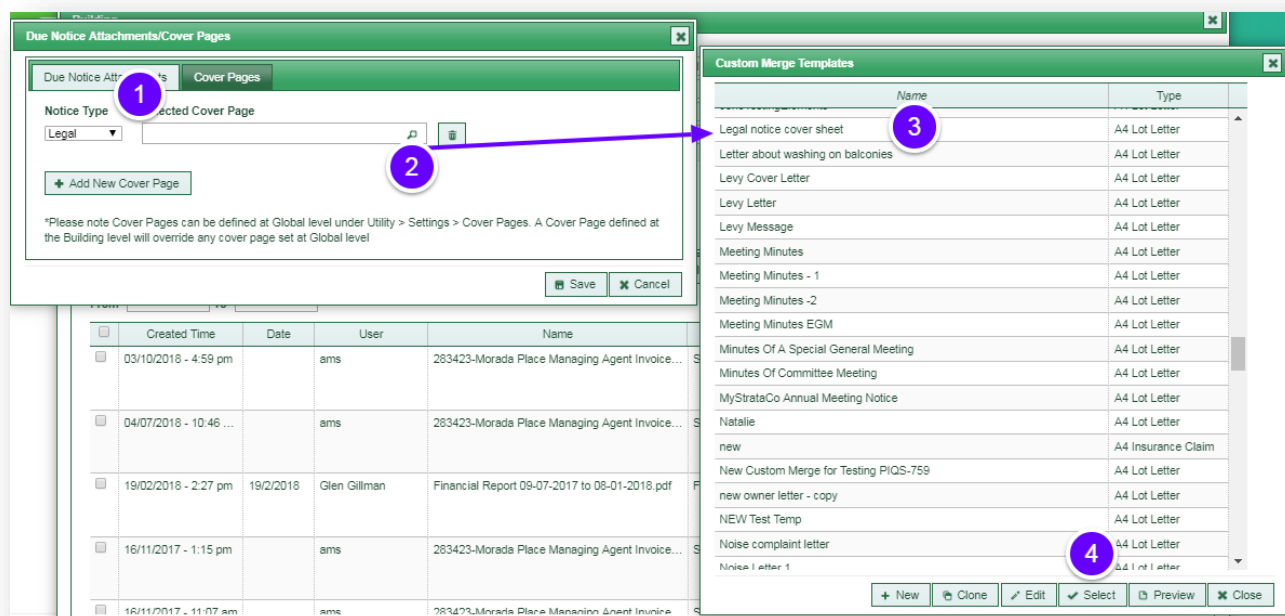 Due Notice Attachments/Cover Pages
Due Notice
Cover Pages
1
Notice Type
Cover Page
Legal
2
Add New Cover Page
*Please note Cover Pages can be defined at Global level under Utility > Settings > Cover Pages. A Cover Page defined at
the Building level will override any cover page set at Global level
Save
Cancel
Created Time Date User Name
03/10/2018 - 4:59 pm ams 283423-Morada Place Managing Agent Invoice...
04/07/2018 - 10:46 ... ams 283423-Morada Place Managing Agent Invoice...
19/02/2018 - 2:27 pm 19/2/2018 Glen Gillman Financial Report 09-07-2017 to 08-01-2018.pdf
16/11/2017 - 1:15 pm ams 283423-Morada Place Managing Agent Invoice...
16/11/2017 - 11:07 am ams 283423-Morada Place Managing Agent Invoice
Custom Merge Templates
Name Type
3
Legal notice cover sheet A4 Lot Letter
Letter about washing on balconies A4 Lot Letter
Levy Cover Letter A4 Lot Letter
Levy Letter A4 Lot Letter
Levy Message A4 Lot Letter
Meeting Minutes A4 Lot Letter
Meeting Minutes - 1 A4 Lot Letter
Meeting Minutes -2 A4 Lot Letter
Meeting Minutes EGM A4 Lot Letter
Minutes Of A Special General Meeting A4 Lot Letter
Minutes Of Committee Meeting A4 Lot Letter
MyStrataCo Annual Meeting Notice A4 Lot Letter
Natalie A4 Lot Letter
new A4 Insurance Claim
New Custom Merge for Testing PIQS-759 A4 Lot Letter
new owner letter - copy A4 Lot Letter
NEW Test Temp A4 Lot Letter
Noise complaint letter A4 Lot Letter
Noise Letter 1 A4 Lot Letter
4
New
Clone
Edit
Select
Preview
Close